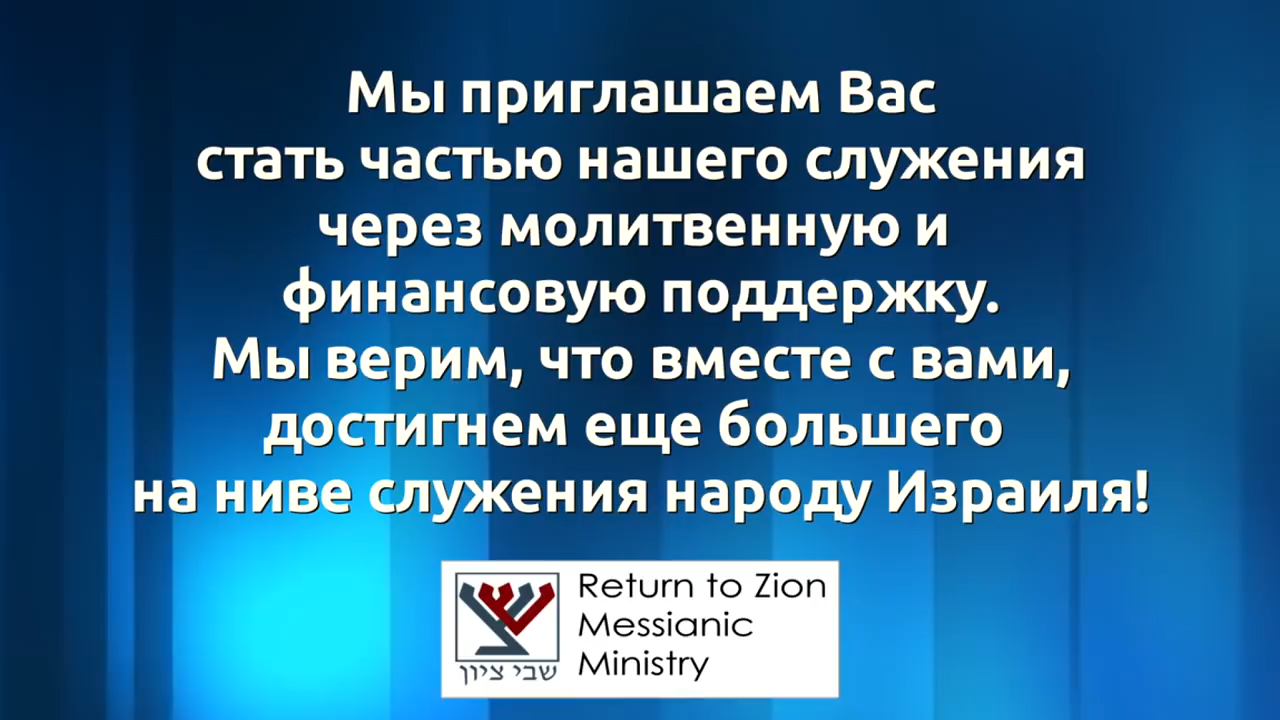 Мы приглашаем Вас
стать частью нашего служения
через молитвенную и
финансовую поддержку.
Мы верим, что вместе с вами,
достигнем еще большего
на ниве служения народу Израиля!
Return to Zion
Messianic
Ministry
שבי ציון